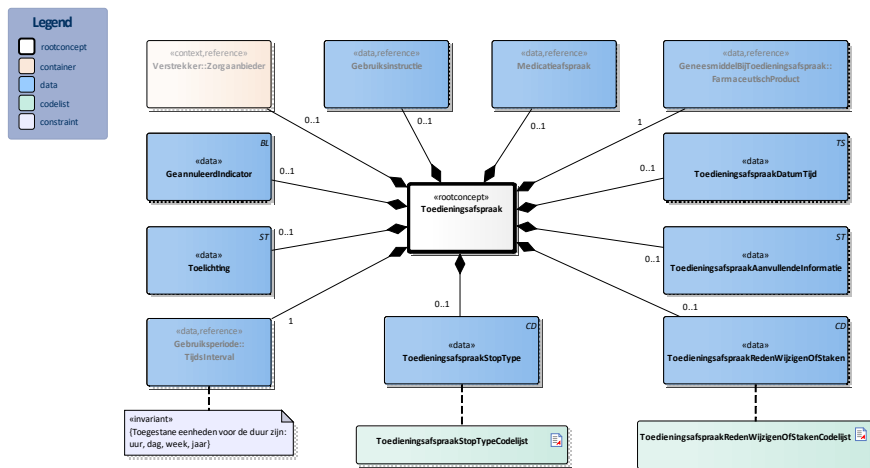 Legend
rootconcept
container
data
codelist
constraint
«context,reference»
Verstrekker::Zorgaanbieder
«data,reference»
Gebruiksinstructie
«data,reference»
Medicatieafspraak
«data,reference»
GeneesmiddelBijToedieningsafspraak::
FarmaceutischProduct
0..1
0..1
0..1
1
BL
«data»
GeannuleerdIndicator
0..1
TS
«data»
ToedieningsafspraakDatumTijd
0..1
«rootconcept»
Toedieningsafspraak
ST
«data»
Toelichting
0..1
ST
«data»
ToedieningsafspraakAanvullendeInformatie
0..1
«data,reference»
Gebruiksperiode::
TijdsInterval
1
CD
«data»
ToedieningsafspraakStopType
0..1
CD
«data»
ToedieningsafspraakRedenWijzigenOfStaken
0..1
«invariant»
{Toegestane eenheden voor de duur zijn:
uur, dag, week, jaar}
ToedieningsafspraakStopTypeCodelijst
ToedieningsafspraakRedenWijzigenOfStakenCodelijst